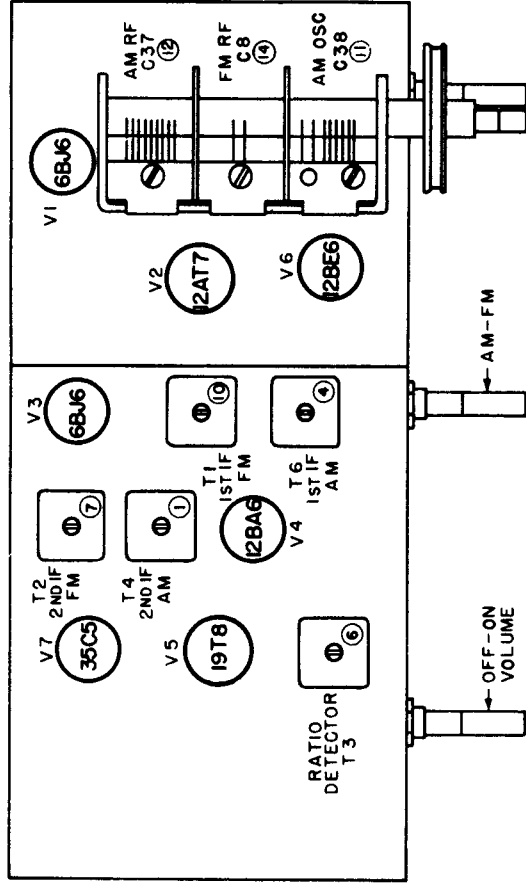 V1
6BJ6
AM RF
C37
12
FM RF
C8
14
AM OSC
C38
11
V2
12AT7
V6
12BE6
V3
6BJ6
10
T1
1ST IF
FM
4
T6
1ST IF
AM
AM-FM
7
T2
2ND IF
FM
1
T4
2ND IF
AM
12BA6
V4
V7
35C5
V5
19T8
6
RATIO
DETECTOR
T3
OFF-ON
VOLUME